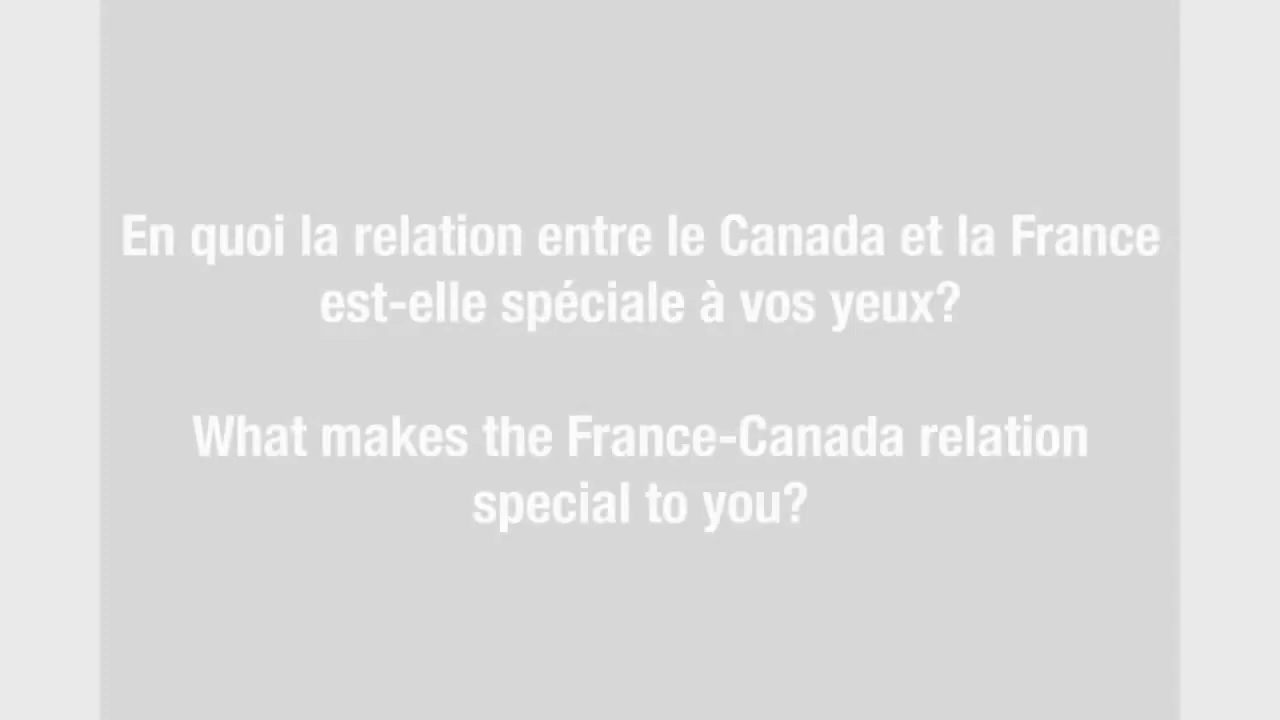 En quoi la relation entre le Canada et la France
est-elle spéciale à vos yeux?
What makes the France-Canada relation
special to you?